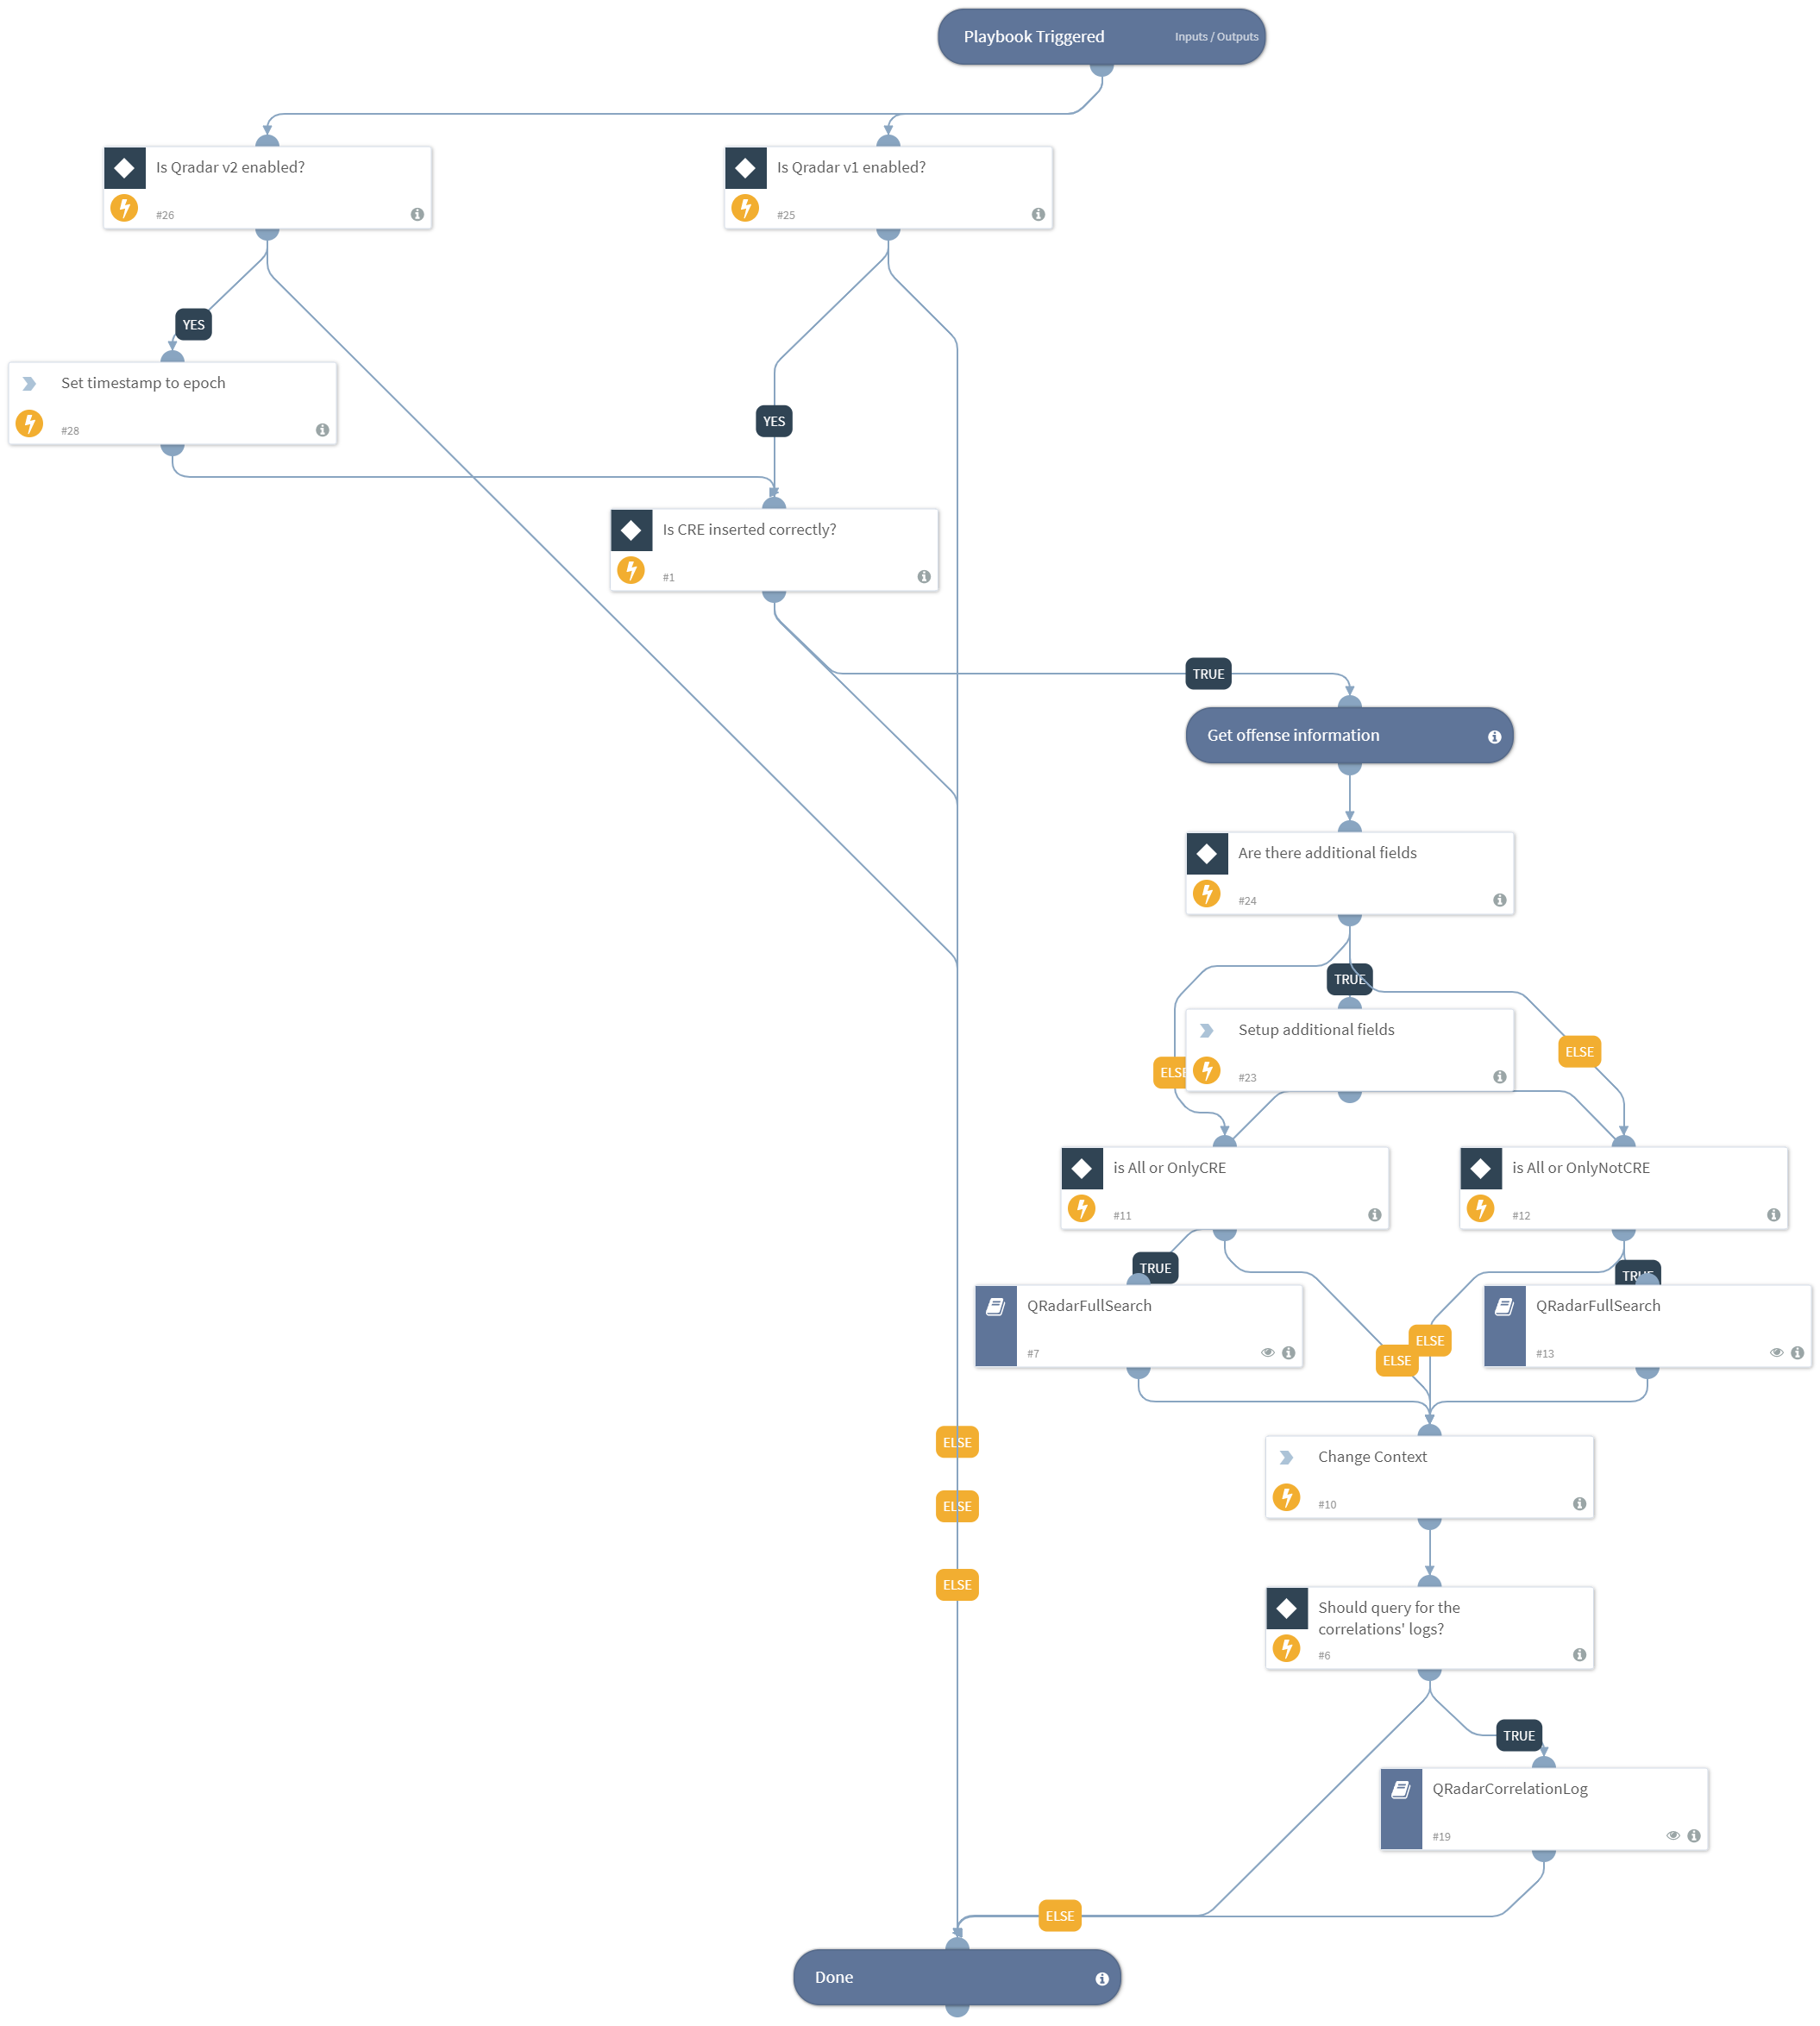 Playbook Triggered
Inputs / Outputs
Is Qradar v2 enabled?
#26
Is Qradar v1 enabled?
#25
YES
Set timestamp to epoch
#28
YES
Is CRE inserted correctly?
#1
TRUE
Get offense information
Are there additional fields
#24
TRUE
Setup additional fields
#23
ELSE
ELSE
is All or OnlyCRE
#11
is All or OnlyNotCRE
#12
TRUE
TRUE
QRadarFullSearch
#7
QRadarFullSearch
#13
ELSE
ELSE
ELSE
Change Context
#10
ELSE
ELSE
Should query for the
correlations' logs?
#6
TRUE
QRadarCorrelationLog
#19
ELSE
Done